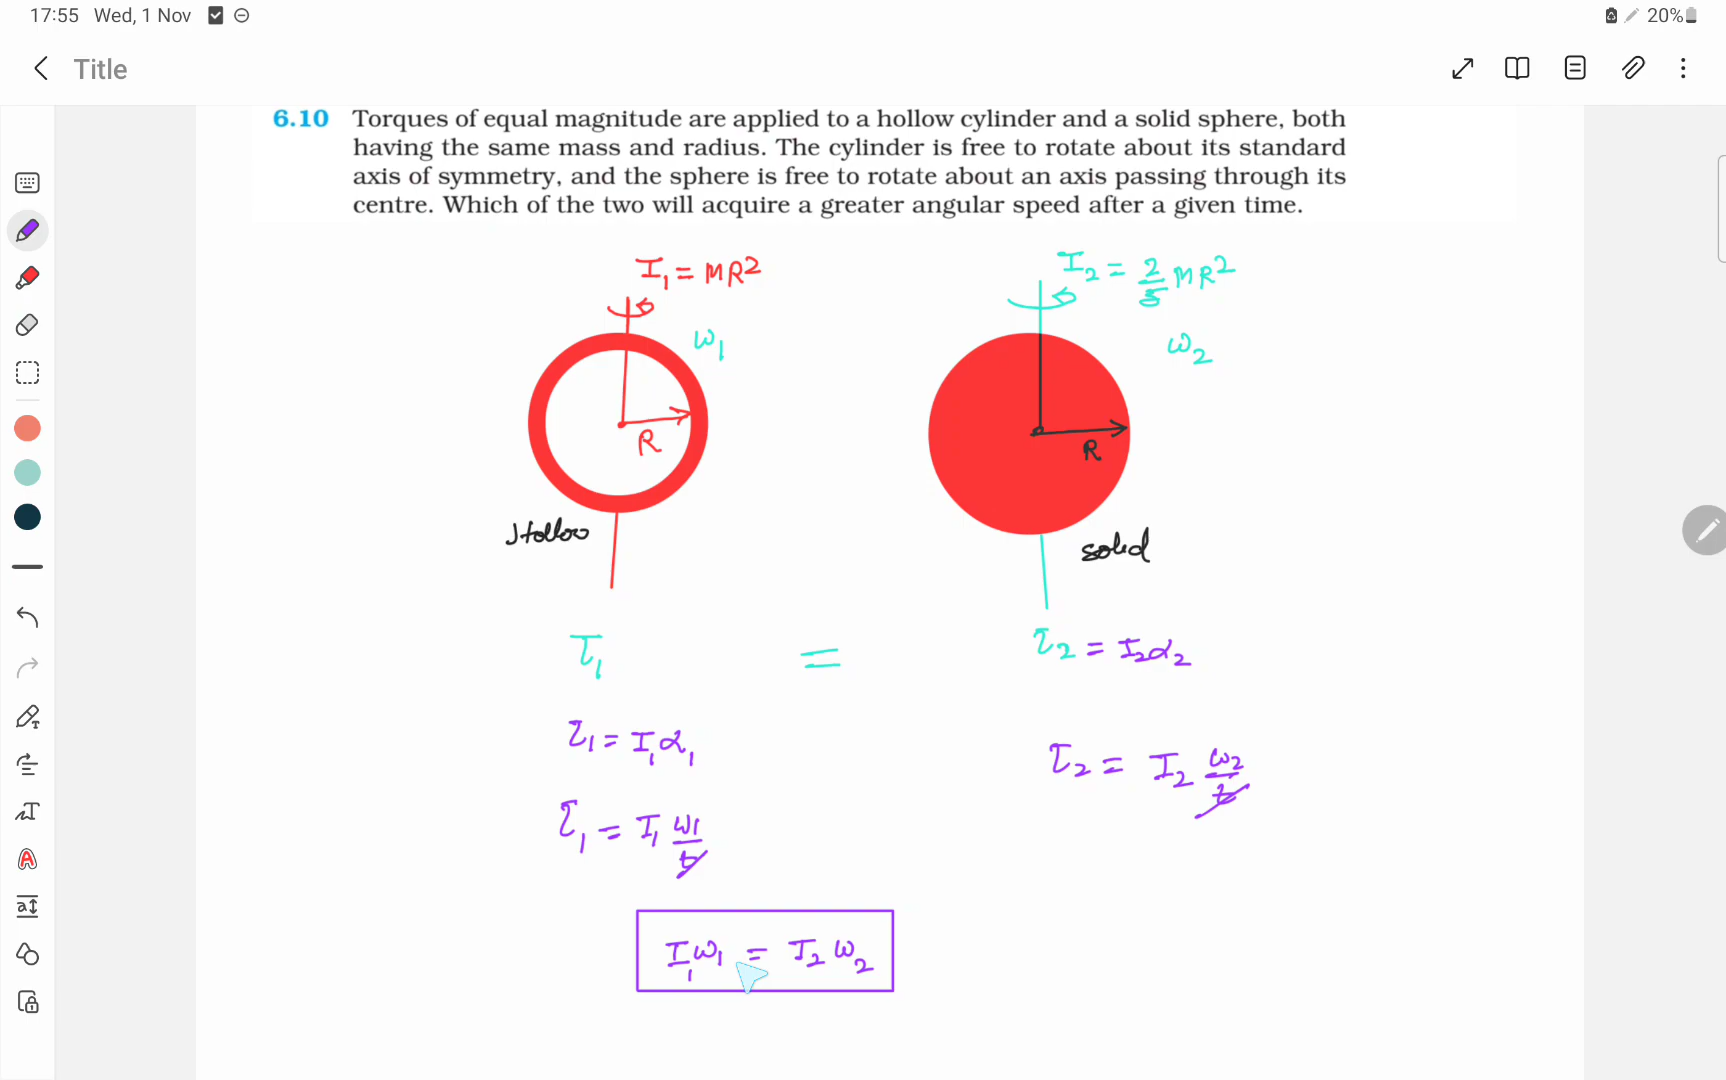 17:55 Wed, 1 Nov 20%
Title
6.10 Torques of equal magnitude are applied to a hollow cylinder and a solid sphere, both
having the same mass and radius. The cylinder is free to rotate about its standard
axis of symmetry, and the sphere is free to rotate about an axis passing through its
centre. Which of the two will acquire a greater angular speed after a given time.
I₁ = MR²
I₂ = 2/5 MR²
ω₁
ω₂
R
R
Hollow
solid
τ₁ = τ₂ = I₂α₂
τ₁ = I₁α₁
τ₂ = I₂ ω₂/t
τ₁ = I₁ ω₁/t
I₁ω₁ = I₂ω₂